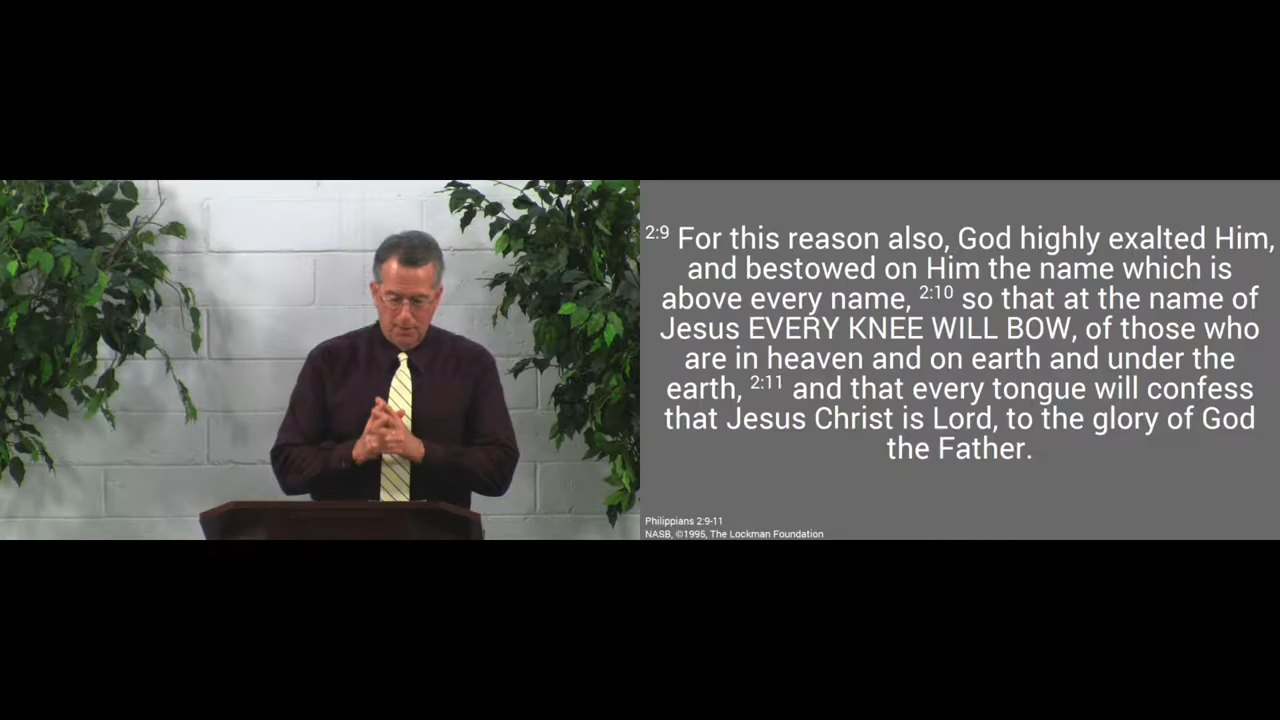 2:9 For this reason also, God highly exalted Him,
and bestowed on Him the name which is
above every name, 2:10 so that at the name of
Jesus EVERY KNEE WILL BOW, of those who
are in heaven and on earth and under the
earth, 2:11 and that every tongue will confess
that Jesus Christ is Lord, to the glory of God
the Father.
Philippians 2:9-11
NASB, ©1995, The Lockman Foundation